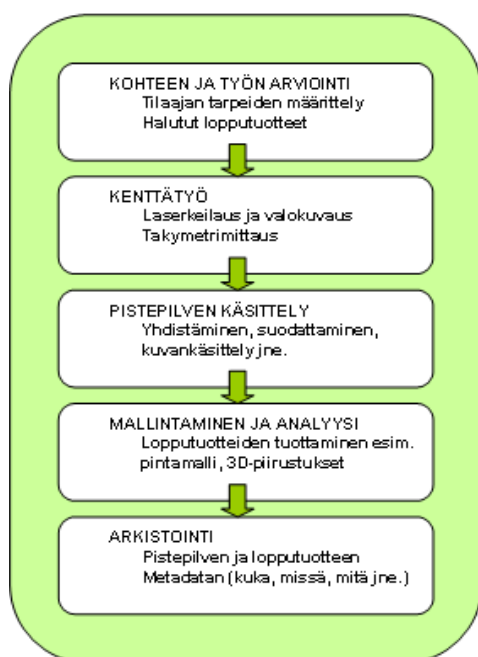 KOHTEEN JA TYÖN ARVIOINTI
Tilaajan tarpeiden määrittely
Halutut lopputuotteet
KENTTÄTYÖ
Laserkeilaus ja valokuvaus
Takymetrimittaus
PISTEPILVEN KÄSITTELY
Yhdistäminen, suodattaminen,
kuvankäsittely jne.
MALLINTAMINEN JA ANALYYSI
Lopputuotteiden tuottaminen esim.
pintamalli, 3D-piirustukset
ARKISTOINTI
Pistepilven ja lopputuotteen
Metadatan (kuka, missä, mitä jne.)